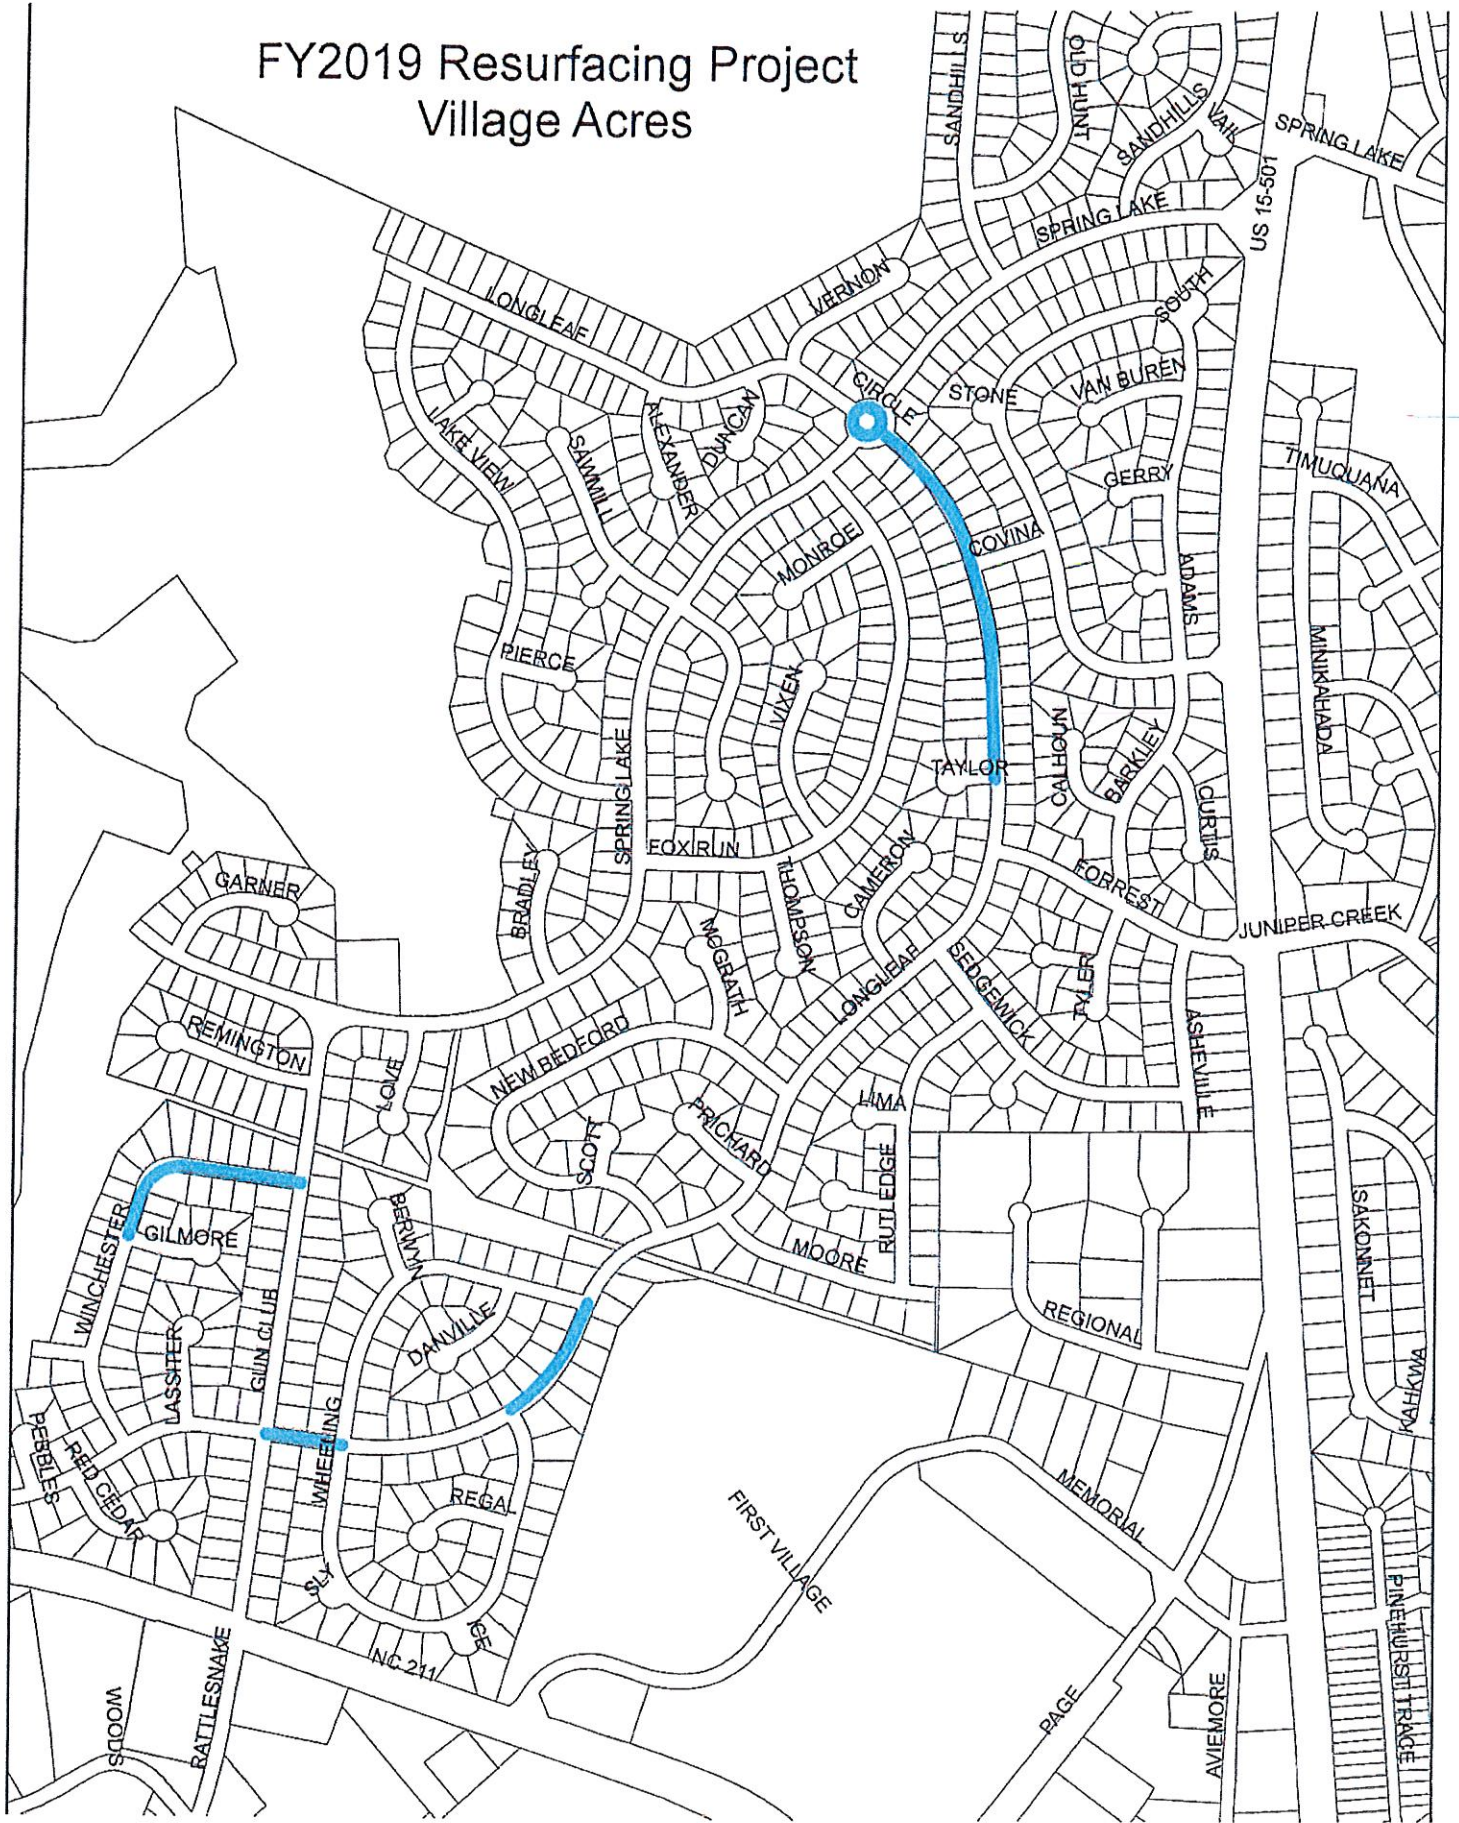 FY2019 Resurfacing Project
Village Acres
SANDHILLS
OLD HUNT
SANDHILLS
VAIL
SPRING LAKE
US 15-501
SPRING LAKE
VERNON
SOUTH
LONGLEAF
CIRCLE
STONE
VAN BUREN
LAKE VIEW
SAWMILL
ALEXANDER
DUNCAN
GERRY
TIMUQUANA
MONROE
COVINA
ADAMS
PIERCE
VIXEN
MINIKAHADA
SPRING LAKE
TAYLOR
CALHOUN
BARKLEY
CURTIS
FOX RUN
THOMPSON
CAMERON
FORREST
GARNER
BRADLEY
MCGRATH
LONGLEAF
SEDGEWICK
TYLER
JUNIPER CREEK
REMINGTON
LOVE
NEW BEDFORD
ASHEVILLE
LIMA
SCOTT
PRICHARD
RUTLEDGE
WINCHESTER
GILMORE
BERWYN
MOORE
SAKONNET
LASSITER
GUN CLUB
DANVILLE
REGIONAL
KAHKWA
PEBBLES
RED CEDAR
WHEELING
REGAL
FIRST VILLAGE
MEMORIAL
SLY
ICE
NC 211
WOODS
RATTLESNAKE
PAGE
AVIEMORE
PINEHURST TRACE